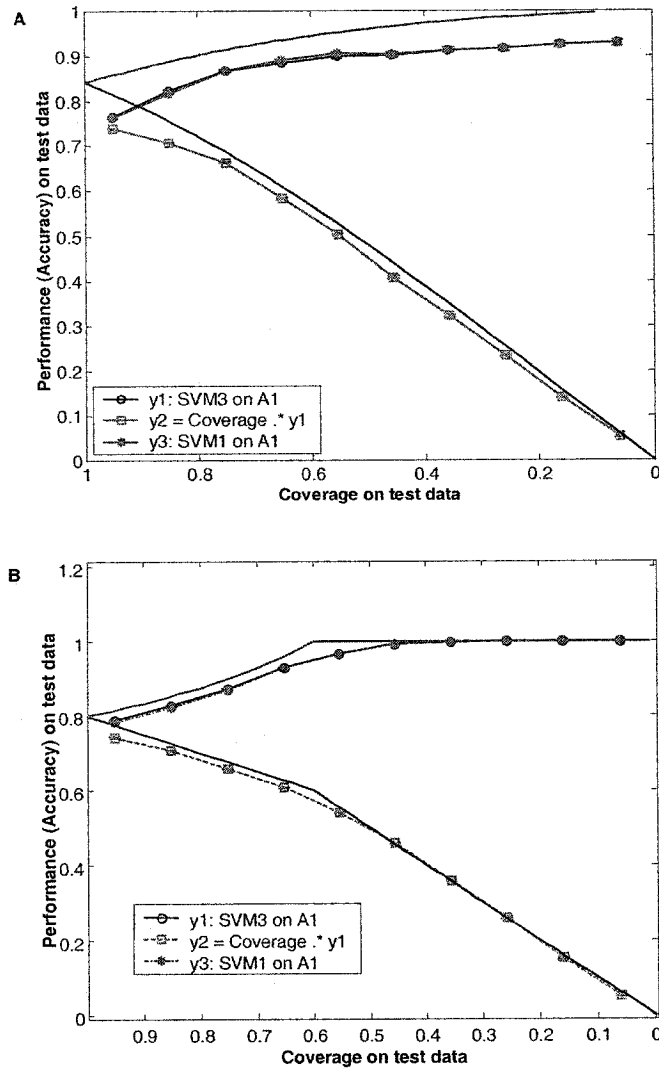 A
Performance (Accuracy) on test data
1
0.9
0.8
0.7
0.6
0.5
0.4
0.3
0.2
0.1
0
y1: SVM3 on A1
y2 = Coverage .* y1
y3: SVM1 on A1
1 0.8 0.6 0.4 0.2 0
Coverage on test data
B
Performance (Accuracy) on test data
1.2
1
0.8
0.6
0.4
0.2
0
y1: SVM3 on A1
y2 = Coverage .* y1
y3: SVM1 on A1
0.9 0.8 0.7 0.6 0.5 0.4 0.3 0.2 0.1 0
Coverage on test data